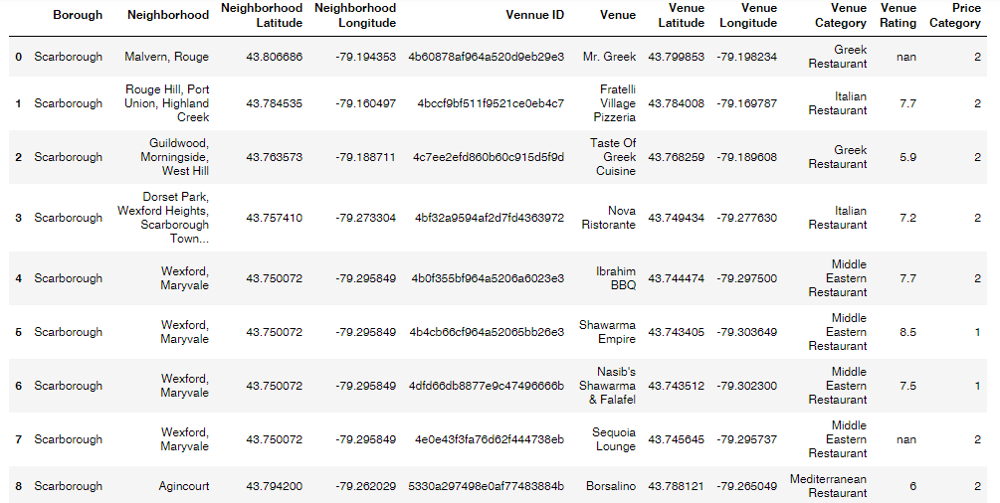 Borough Neighborhood Neighborhood Latitude Neighborhood Longitude Vennue ID Venue Venue Latitude Venue Longitude Venue Category Venue Rating Price Category
0 Scarborough Malvern, Rouge 43.806686 -79.194353 4b60878af964a520d9eb29e3 Mr. Greek 43.799853 -79.198234 Greek Restaurant nan 2
1 Scarborough Rouge Hill, Port Union, Highland Creek 43.784535 -79.160497 4bccf9bf511f9521ce0eb4c7 Fratelli Village Pizzeria 43.784008 -79.169787 Italian Restaurant 7.7 2
2 Scarborough Guildwood, Morningside, West Hill 43.763573 -79.188711 4c7ee2efd860b60c915d5f9d Taste Of Greek Cuisine 43.768259 -79.189608 Greek Restaurant 5.9 2
3 Scarborough Dorset Park, Wexford Heights, Scarborough Town... 43.757410 -79.273304 4bf32a9594af2d7fd4363972 Nova Ristorante 43.749434 -79.277630 Italian Restaurant 7.2 2
4 Scarborough Wexford, Maryvale 43.750072 -79.295849 4b0f355bf964a5206a6023e3 Ibrahim BBQ 43.744474 -79.297500 Middle Eastern Restaurant 7.7 2
5 Scarborough Wexford, Maryvale 43.750072 -79.295849 4b4cb66cf964a52065bb26e3 Shawarma Empire 43.743405 -79.303649 Middle Eastern Restaurant 8.5 1
6 Scarborough Wexford, Maryvale 43.750072 -79.295849 4dfd66db8877e9c47496666b Nasib's Shawarma & Falafel 43.743512 -79.302300 Middle Eastern Restaurant 7.5 1
7 Scarborough Wexford, Maryvale 43.750072 -79.295849 4e0e43f3fa76d62f444738eb Sequoia Lounge 43.745645 -79.295737 Middle Eastern Restaurant nan 2
8 Scarborough Agincourt 43.794200 -79.262029 5330a297498e0af77483884b Borsalino 43.788121 -79.265049 Mediterranean Restaurant 6 2